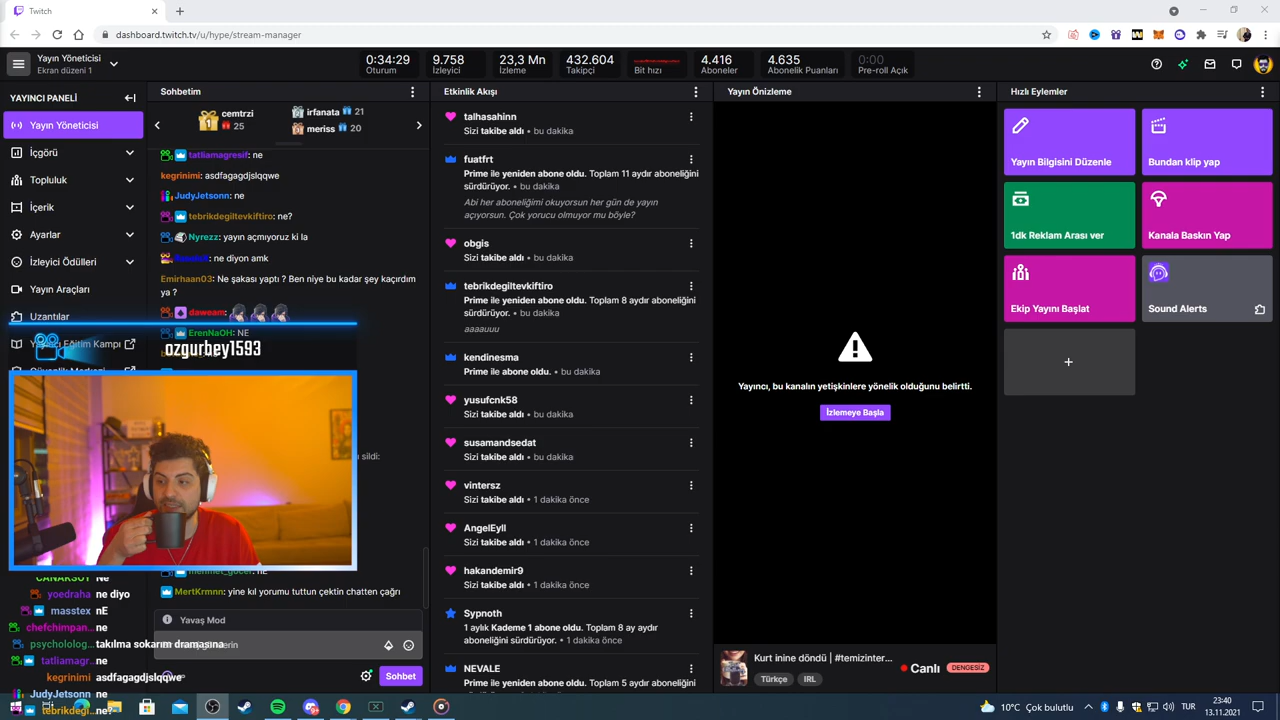 Twitch
dashboard.twitch.tv/u/hype/stream-manager
Yayın Yöneticisi
Ekran düzeni 1
0:34:29
Oturum
9.758
İzleyici
23,3 Mn
İzleme
432.604
Takipçi
Bit hızı
4.416
Aboneler
4.635
Abonelik Puanları
0:00
Pre-roll Açık
YAYINCI PANELİ
Yayın Yöneticisi
İçgörü
Topluluk
İçerik
Ayarlar
İzleyici Ödülleri
Yayın Araçları
Uzantılar
Eğitim Kampı
ozgurbey1593
Sohbetim
1
cemtrzi
25
irfanata 21
meriss 20
tatliamagresif: ne
kegrinimi: asdfagagdjslqqwe
JudyJetsonn: ne
tebrikdegiltevkiftiro: ne?
Nyrezz: yayın açmıyoruz ki la
ne diyon amk
Emirhaan03: Ne şakası yaptı ? Ben niye bu kadar şey kaçırdım
ya ?
daweam:
ErenNaOH: NE
sildi:
mehmet_gocer: nE
MertKrmnn: yine kıl yorumu tuttun çektin chatten çağrı
Yavaş Mod
Sohbet
CANAKSOY Ne
yoedraha ne diyo
masstex nE
chefchimpan.. ne
psycholog.. takılma sokarım dramasına
tatliamagr.. ne
kegrinimi asdfagagdjslqqwe
JudyJetsonn ne
tebrikdegi.. ne?
Etkinlik Akışı
talhasahinn
Sizi takibe aldı • bu dakika
fuatfrt
Prime ile yeniden abone oldu. Toplam 11 aydır aboneliğini
sürdürüyor. • bu dakika
Abi her aboneliğimi okuyorsun her gün de yayın
açıyorsun. Çok yorucu olmuyor mu böyle?
obgis
Sizi takibe aldı • bu dakika
tebrikdegiltevkiftiro
Prime ile yeniden abone oldu. Toplam 8 aydır aboneliğini
sürdürüyor. • bu dakika
aaaauuu
kendinesma
Prime ile abone oldu. • bu dakika
yusufcnk58
Sizi takibe aldı • bu dakika
susamandsedat
Sizi takibe aldı • bu dakika
vintersz
Sizi takibe aldı • 1 dakika önce
AngelEyll
Sizi takibe aldı • 1 dakika önce
hakandemir9
Sizi takibe aldı • 1 dakika önce
Sypnoth
1 aylık Kademe 1 abone oldu. Toplam 8 ay aydır
aboneliğini sürdürüyor. • 1 dakika önce
NEVALE
Prime ile yeniden abone oldu. Toplam 5 aydır aboneliğini
Yayın Önizleme
Yayıncı, bu kanalın yetişkinlere yönelik olduğunu belirtti.
İzlemeye Başla
Kurt inine döndü | #temizinter...
Türkçe IRL
Canlı
DENGESİZ
Hızlı Eylemler
Yayın Bilgisini Düzenle
Bundan klip yap
1dk Reklam Arası ver
Kanala Baskın Yap
Ekip Yayını Başlat
Sound Alerts
10°C Çok bulutlu
TUR
23:40
13.11.2021